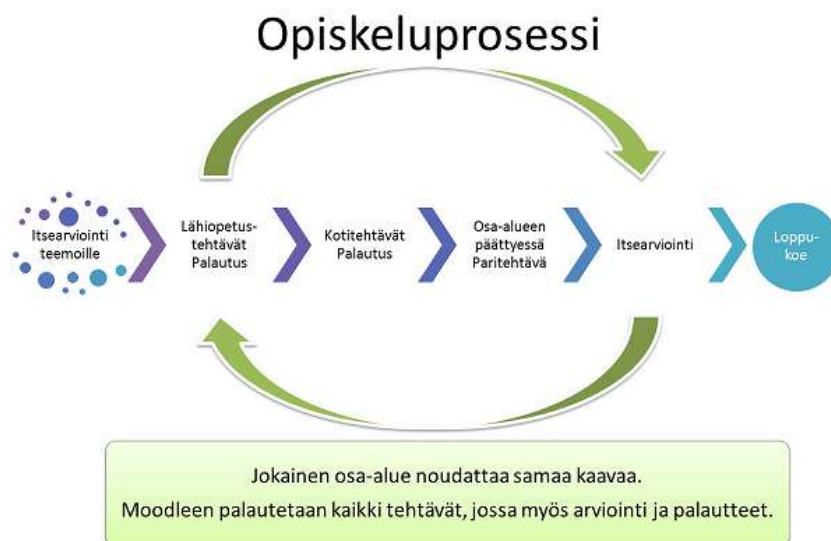 Opiskeluprosessi
Itsearviointi
teemoille
Lähiopetus-
tehtävät
Palautus
Kotitehtävät
Palautus
Osa-alueen
päättyessä
Paritehtävä
Itsearviointi
Loppu-
koe
Jokainen osa-alue noudattaa samaa kaavaa.
Moodleen palautetaan kaikki tehtävät, jossa myös arviointi ja palautteet.